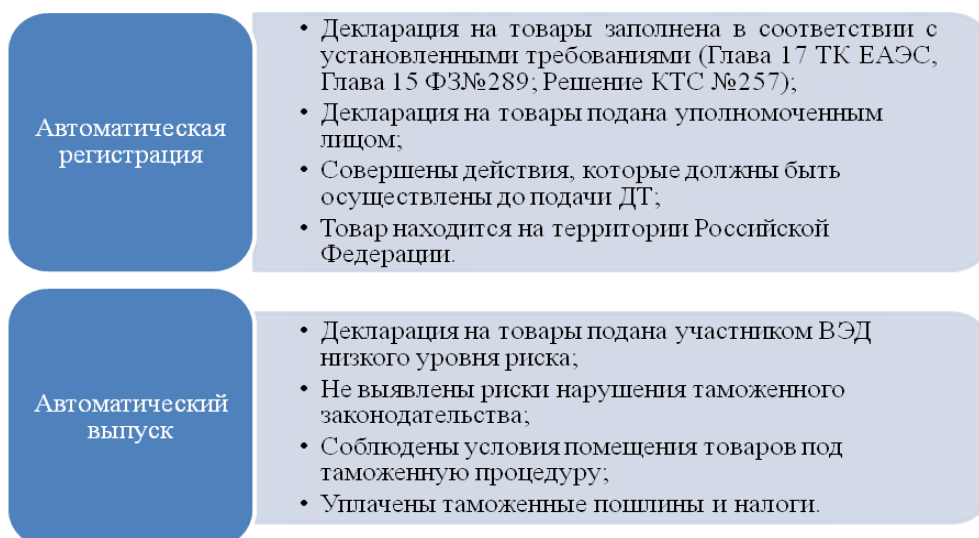 Автоматическая
регистрация
• Декларация на товары заполнена в соответствии с
установленными требованиями (Глава 17 ТК ЕАЭС,
Глава 15 ФЗ№289; Решение КТС №257);
• Декларация на товары подана уполномоченным
лицом;
• Совершены действия, которые должны быть
осуществлены до подачи ДТ;
• Товар находится на территории Российской
Федерации.
Автоматический
выпуск
• Декларация на товары подана участником ВЭД
низкого уровня риска;
• Не выявлены риски нарушения таможенного
законодательства;
• Соблюдены условия помещения товаров под
таможенную процедуру;
• Уплачены таможенные пошлины и налоги.